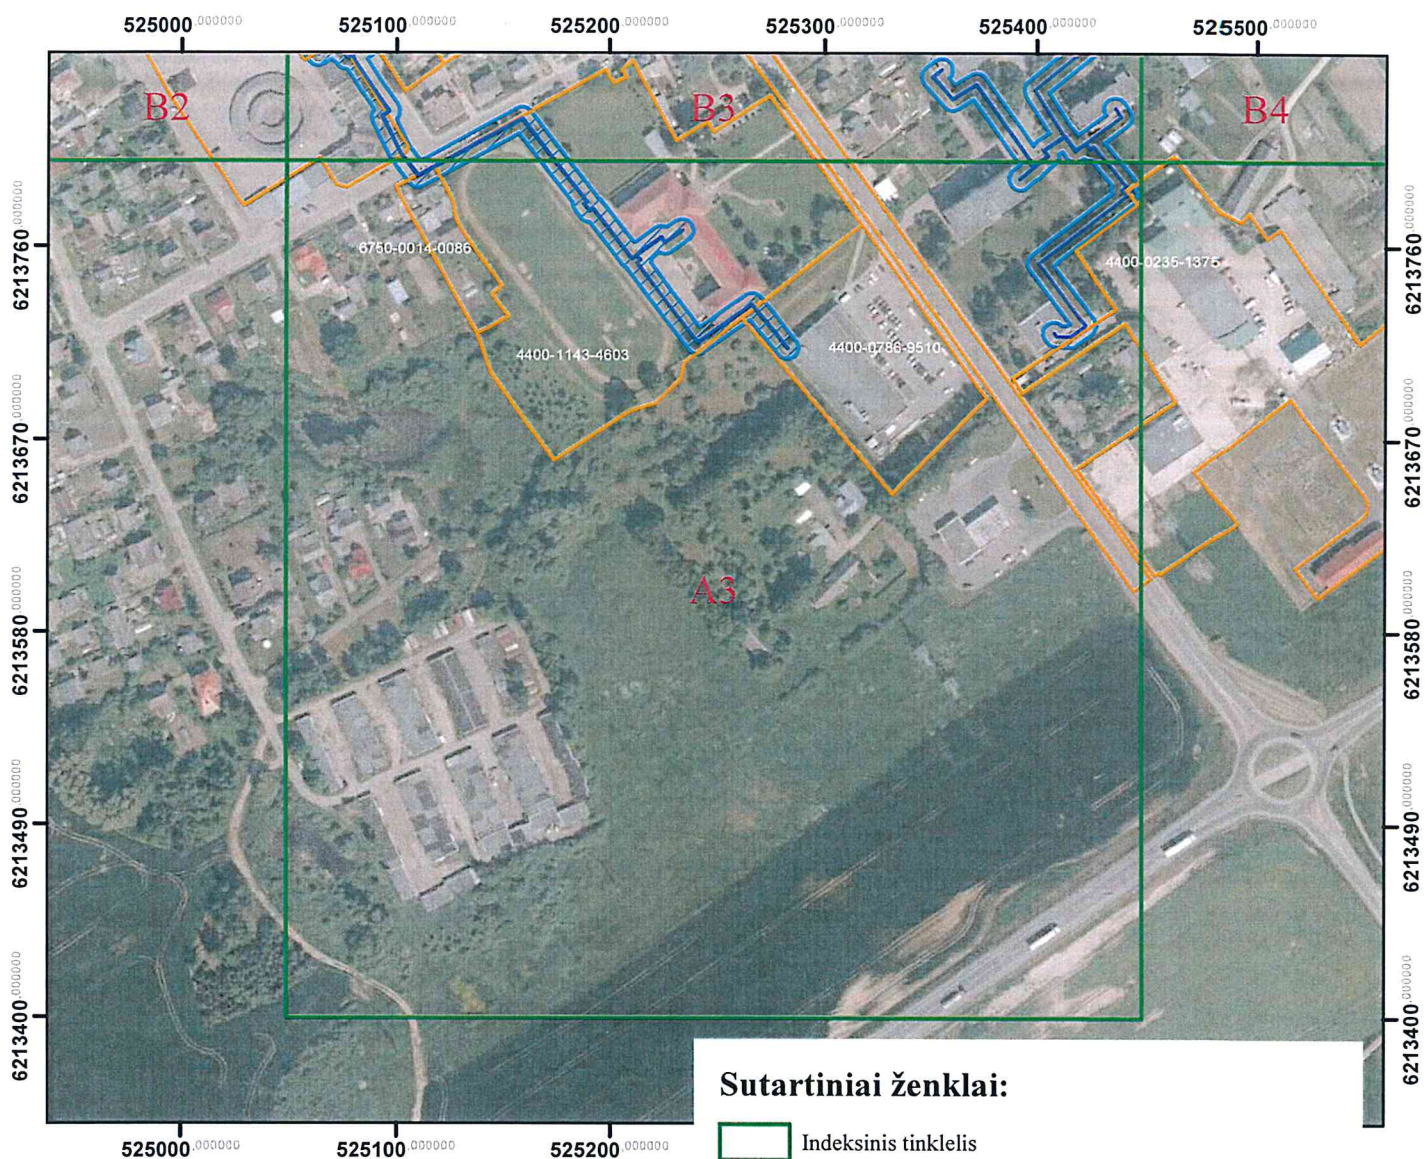 525000.000000 525100.000000 525200.000000 525300.000000 525400.000000 525500.000000
B2 B3 B4
6213760.000000 6213760.000000
6750-0014-0086
4400-0235-1375
4400-1143-4603
4400-0786-9510
6213670.000000 6213670.000000
A3
6213580.000000 6213580.000000
6213490.000000 6213490.000000
6213400.000000 6213400.000000
Sutartiniai ženklai:
Indeksinis tinklelis
525000.000000 525100.000000 525200.000000